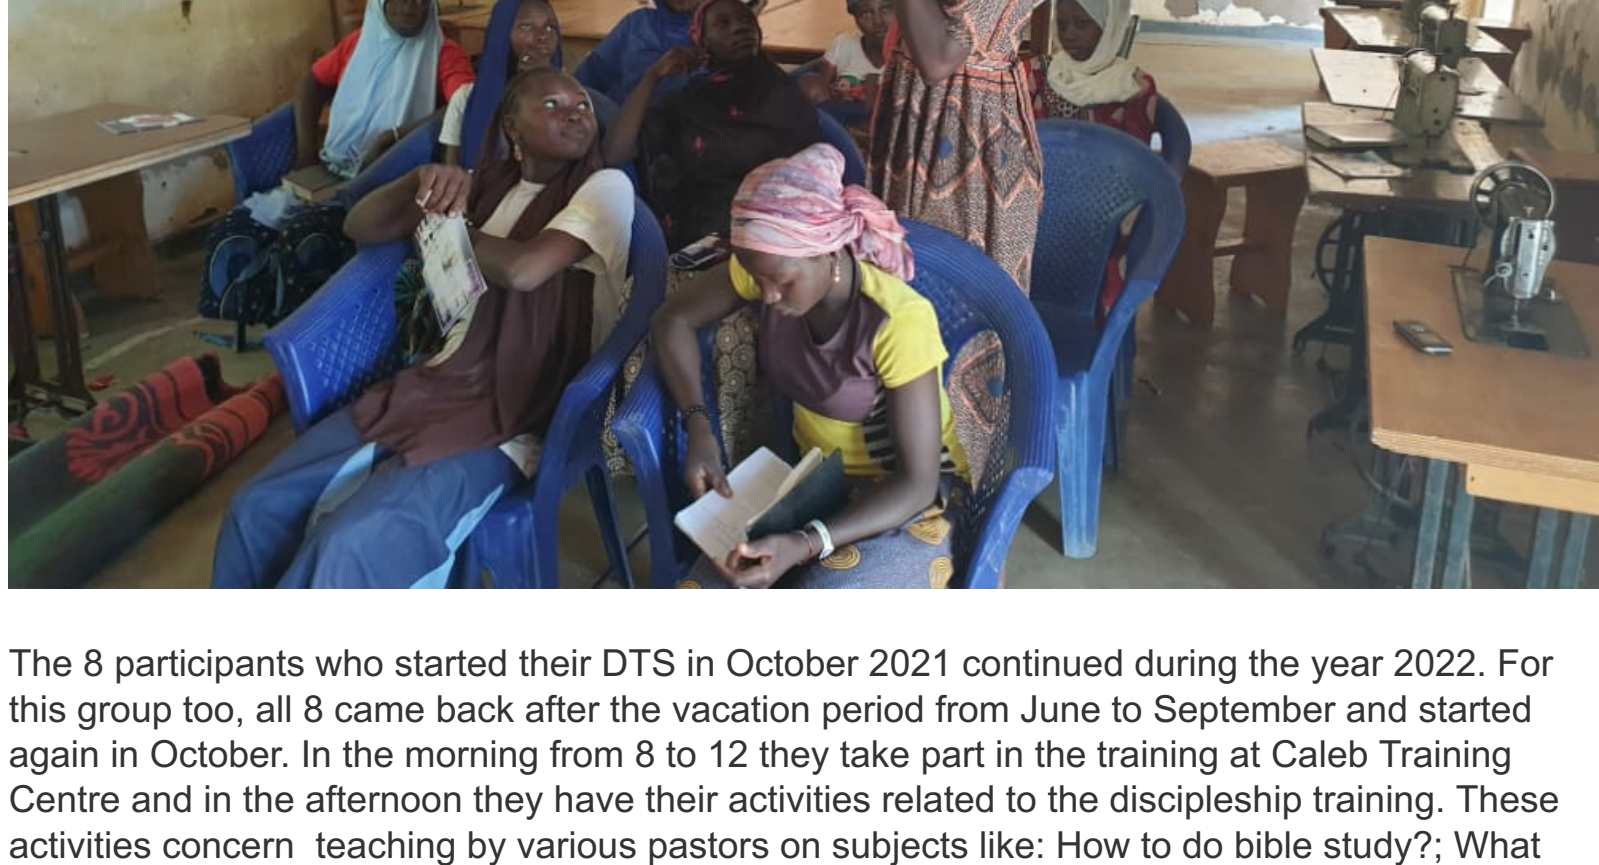 The 8 participants who started their DTS in October 2021 continued during the year 2022. For
this group too, all 8 came back after the vacation period from June to September and started
again in October. In the morning from 8 to 12 they take part in the training at Caleb Training
Centre and in the afternoon they have their activities related to the discipleship training. These
activities concern  teaching by various pastors on subjects like: How to do bible study?; What